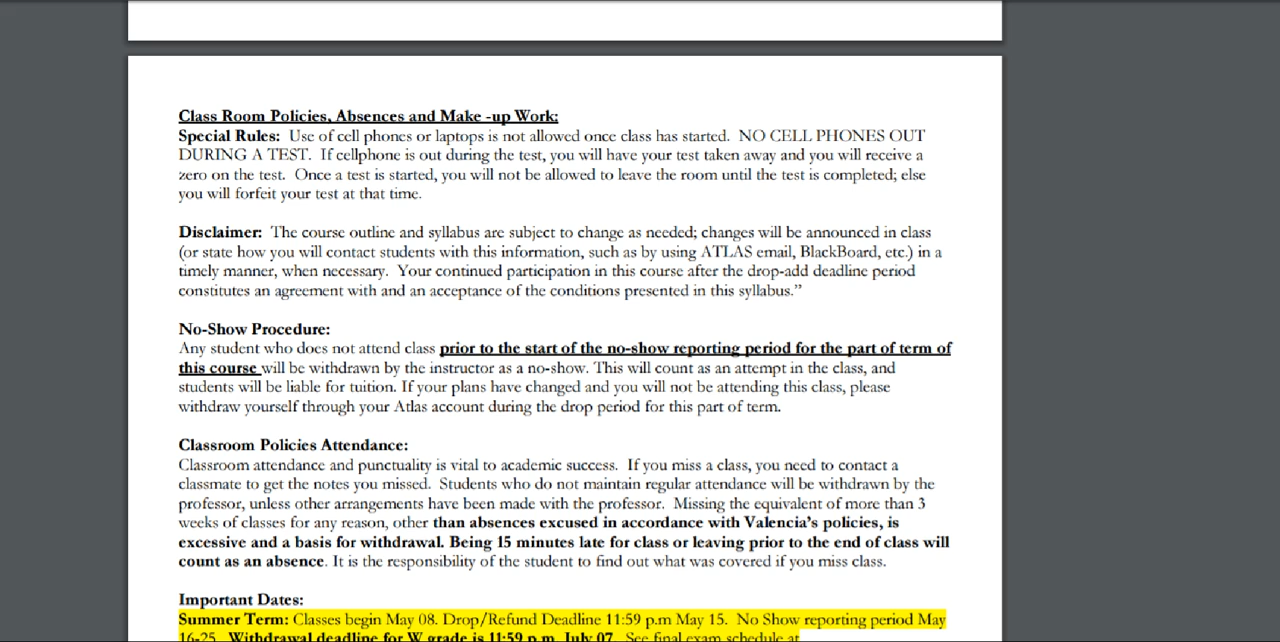 Class Room Policies, Absences and Make -up Work:
Special Rules:  Use of cell phones or laptops is not allowed once class has started.  NO CELL PHONES OUT
DURING A TEST.  If cellphone is out during the test, you will have your test taken away and you will receive a
zero on the test.  Once a test is started, you will not be allowed to leave the room until the test is completed; else
you will forfeit your test at that time.
Disclaimer:  The course outline and syllabus are subject to change as needed; changes will be announced in class
(or state how you will contact students with this information, such as by using ATLAS email, BlackBoard, etc.) in a
timely manner, when necessary.  Your continued participation in this course after the drop-add deadline period
constitutes an agreement with and an acceptance of the conditions presented in this syllabus.”
No-Show Procedure:
Any student who does not attend class prior to the start of the no-show reporting period for the part of term of
this course will be withdrawn by the instructor as a no-show. This will count as an attempt in the class, and
students will be liable for tuition. If your plans have changed and you will not be attending this class, please
withdraw yourself through your Atlas account during the drop period for this part of term.
Classroom Policies Attendance:
Classroom attendance and punctuality is vital to academic success.  If you miss a class, you need to contact a
classmate to get the notes you missed.  Students who do not maintain regular attendance will be withdrawn by the
professor, unless other arrangements have been made with the professor.  Missing the equivalent of more than 3
weeks of classes for any reason, other than absences excused in accordance with Valencia’s policies, is
excessive and a basis for withdrawal. Being 15 minutes late for class or leaving prior to the end of class will
count as an absence. It is the responsibility of the student to find out what was covered if you miss class.
Important Dates:
Summer Term: Classes begin May 08. Drop/Refund Deadline 11:59 p.m May 15.  No Show reporting period May
16-25.  Withdrawal deadline for W grade is 11:59 p.m. July 07.  See final exam schedule at